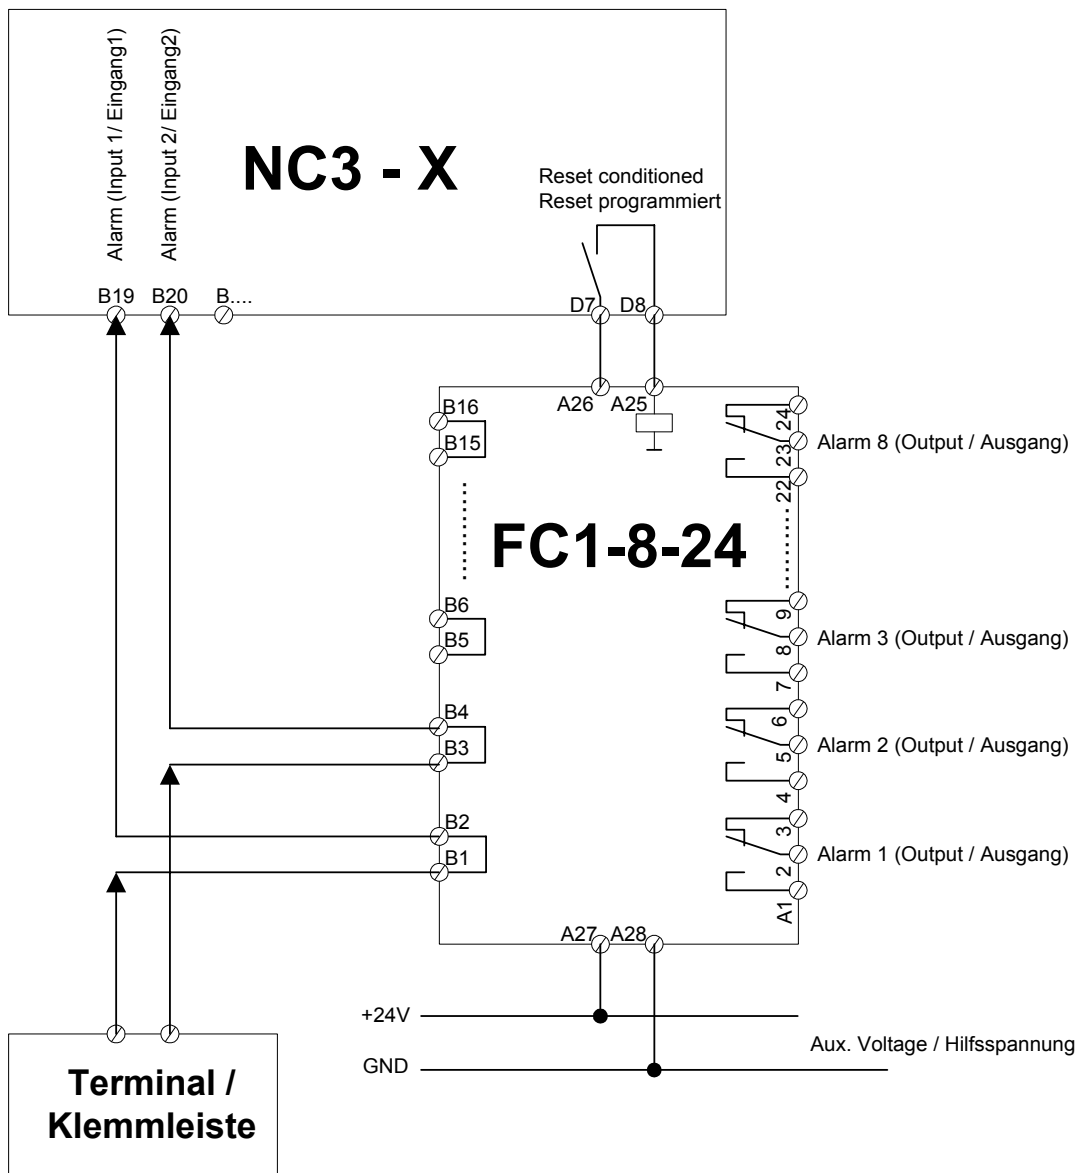 Alarm (Input 1/ Eingang1)
Alarm (Input 2/ Eingang2)
NC3 - X
Reset conditioned
Reset programmiert
B19
B20
B....
D7
D8
A26
A25
B16
B15
24
23
22
Alarm 8 (Output / Ausgang)
FC1-8-24
B6
B5
9
8
7
Alarm 3 (Output / Ausgang)
B4
B3
6
5
4
Alarm 2 (Output / Ausgang)
B2
B1
3
2
A1
Alarm 1 (Output / Ausgang)
A27
A28
+24V
GND
Aux. Voltage / Hilfsspannung
Terminal /
Klemmleiste